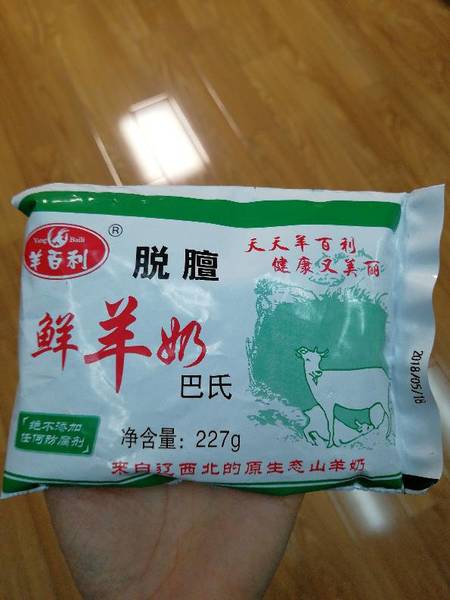 Yang Baili
羊百利
®
脱膻
天天羊百利
健康又美丽
鲜羊奶
巴氏
绝不添加
任何防腐剂
净含量：227g
来自辽西北的原生态山羊奶
2018/05/18